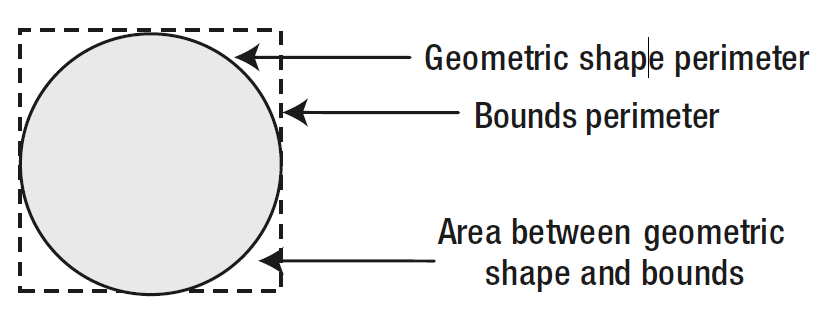 Geometric shape perimeter
Bounds perimeter
Area between geometric
shape and bounds